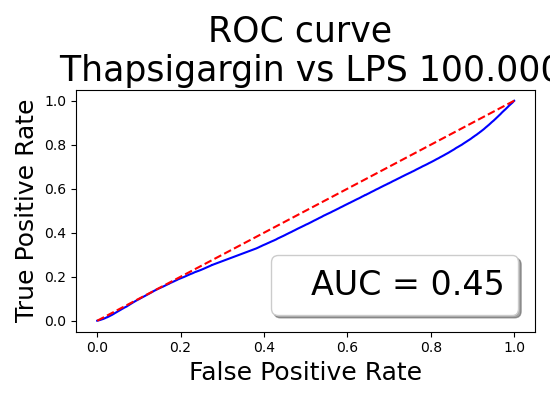 ROC curve
Thapsigargin vs LPS 100.000
True Positive Rate
1.0
0.8
0.6
0.4
0.2
0.0
AUC = 0.45
0.0 0.2 0.4 0.6 0.8 1.0
False Positive Rate